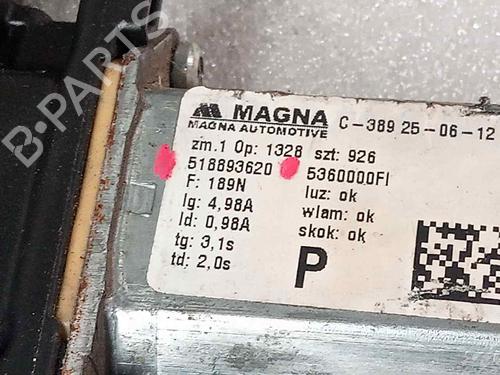 MAGNA C-389 25-06-12
MAGNA AUTOMOTIVE
zm.1 Op: 1328 szt: 926
518893620 5360000FI
F: 189N luz: ok
Ig: 4,98A wlam: ok
Id: 0,98A skok: ok
tg: 3,1s
td: 2,0s
P
B-PARTS